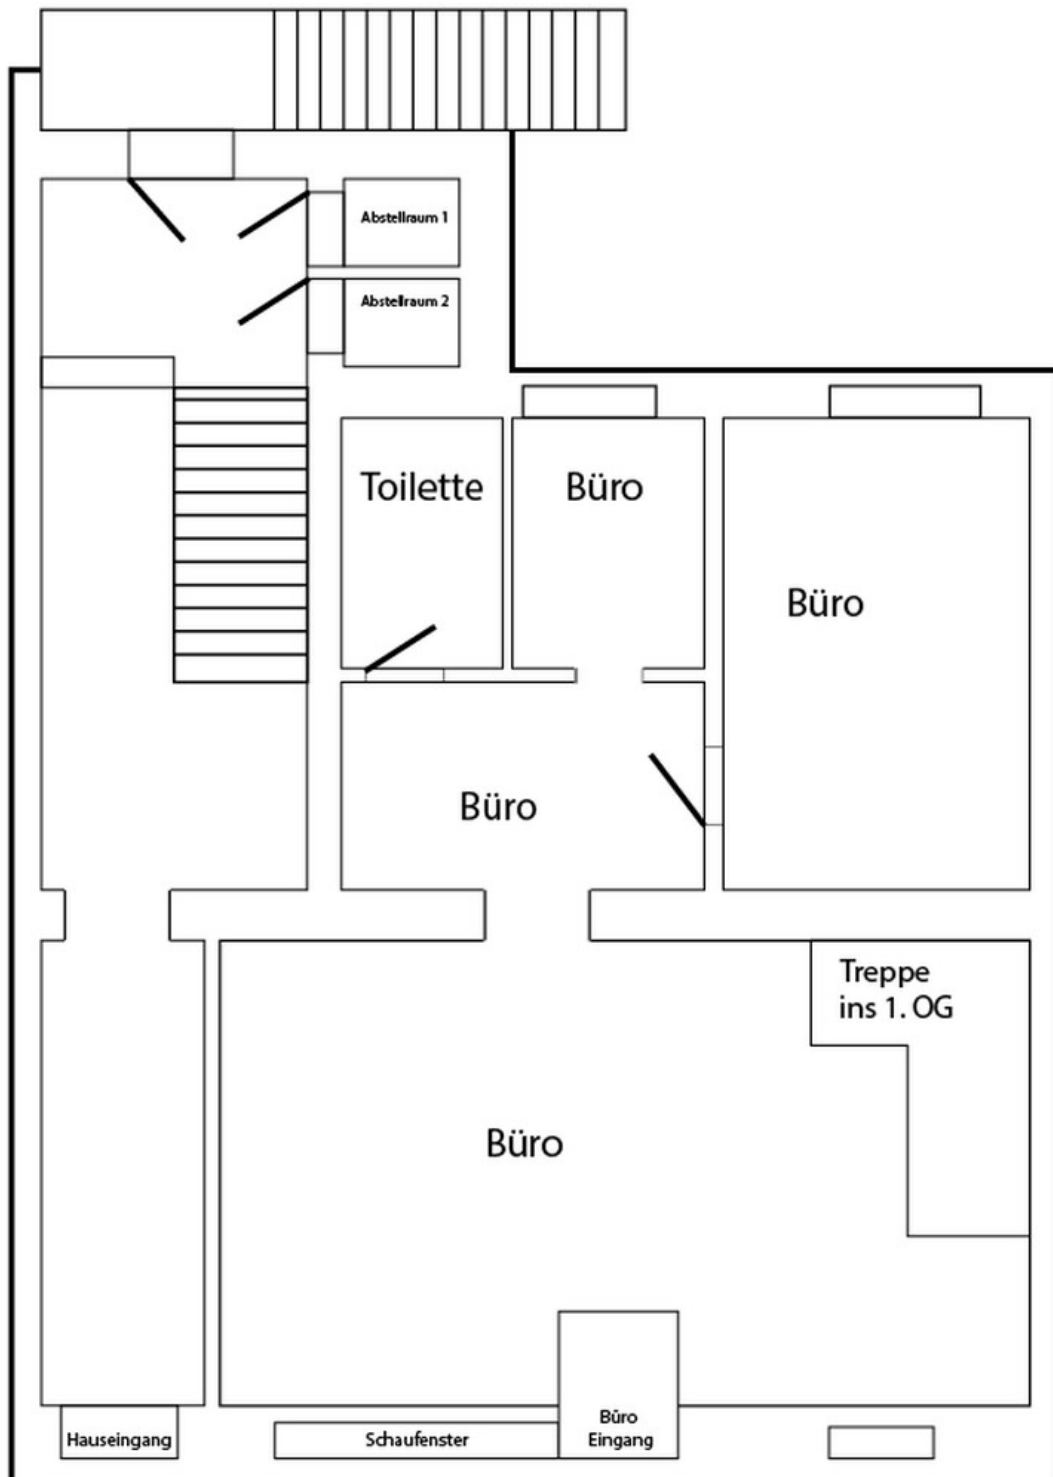 Abstellraum 1
Abstellraum 2
Toilette
Büro
Büro
Büro
Treppe
ins 1. OG
Büro
Hauseingang
Schaufenster
Büro
Eingang